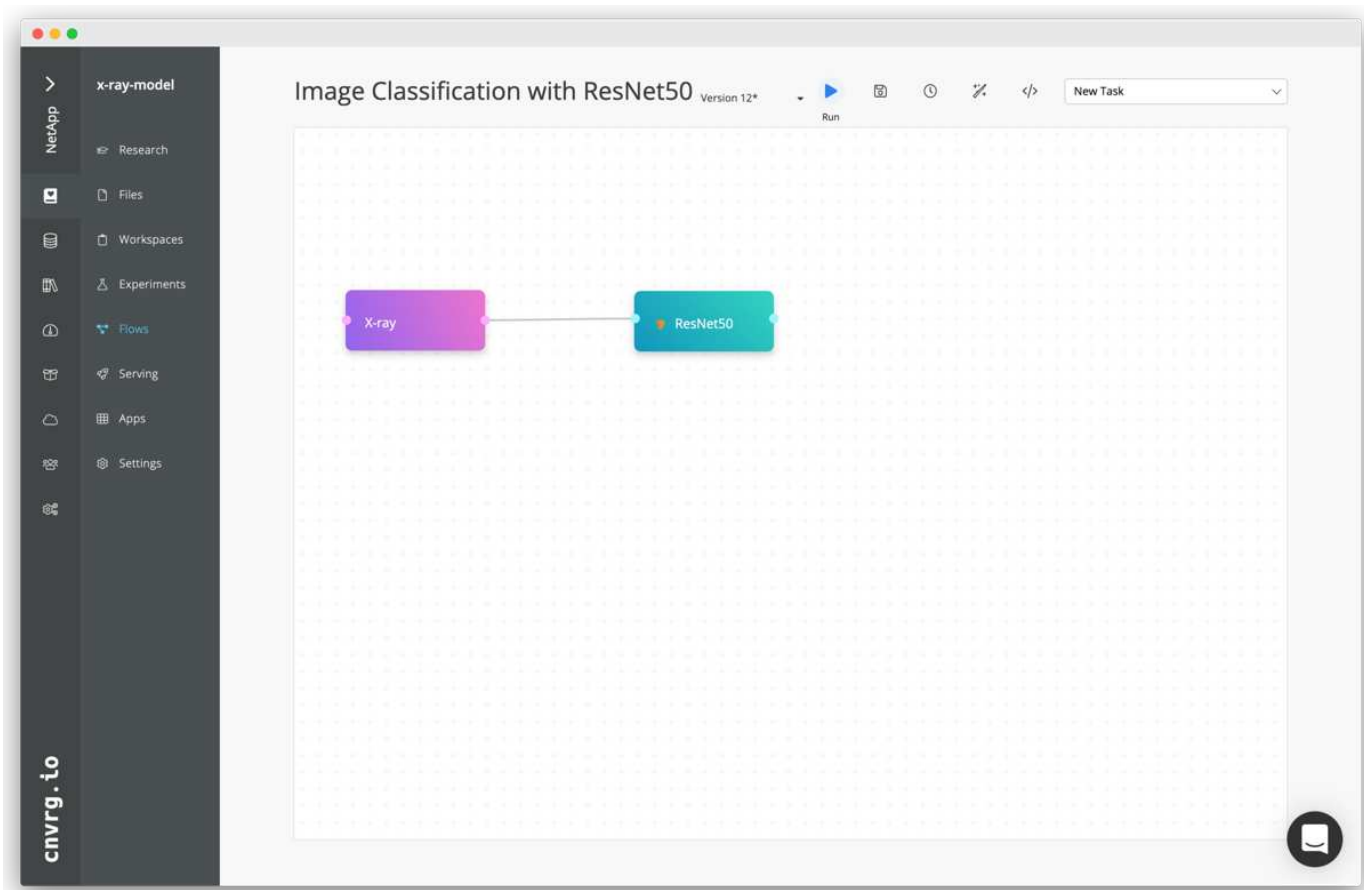 NetApp
cnvrg.io
x-ray-model
Research
Files
Workspaces
Experiments
Flows
Serving
Apps
Settings
Image Classification with ResNet50 Version 12*
Run
</>
New Task
X-ray
ResNet50